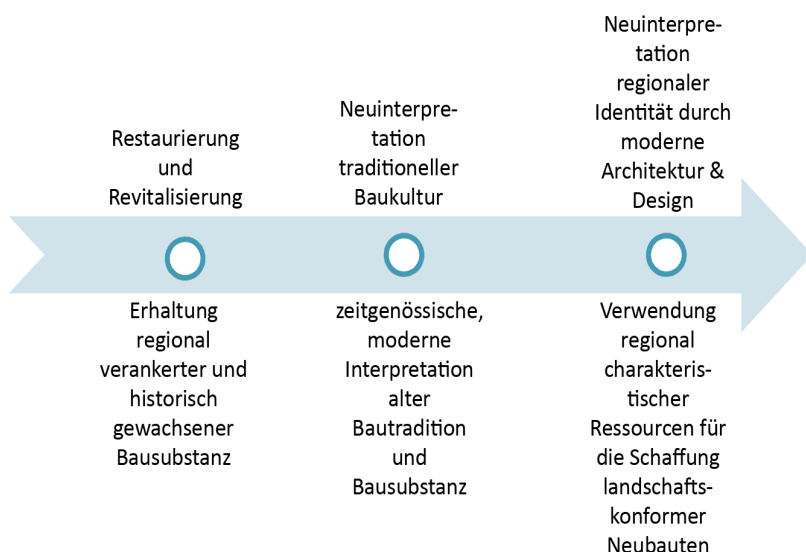 Restaurierung
und
Revitalisierung
Neuinterpre-
tation
traditioneller
Baukultur
Neuinterpre-
tation
regionaler
Identität durch
moderne
Architektur &
Design
Erhaltung
regional
verankerter und
historisch
gewachsener
Bausubstanz
zeitgenössische,
moderne
Interpretation
alter
Bautradition
und
Bausubstanz
Verwendung
regional
charakteris-
tischer
Ressourcen für
die Schaffung
landschafts-
konformer
Neubauten